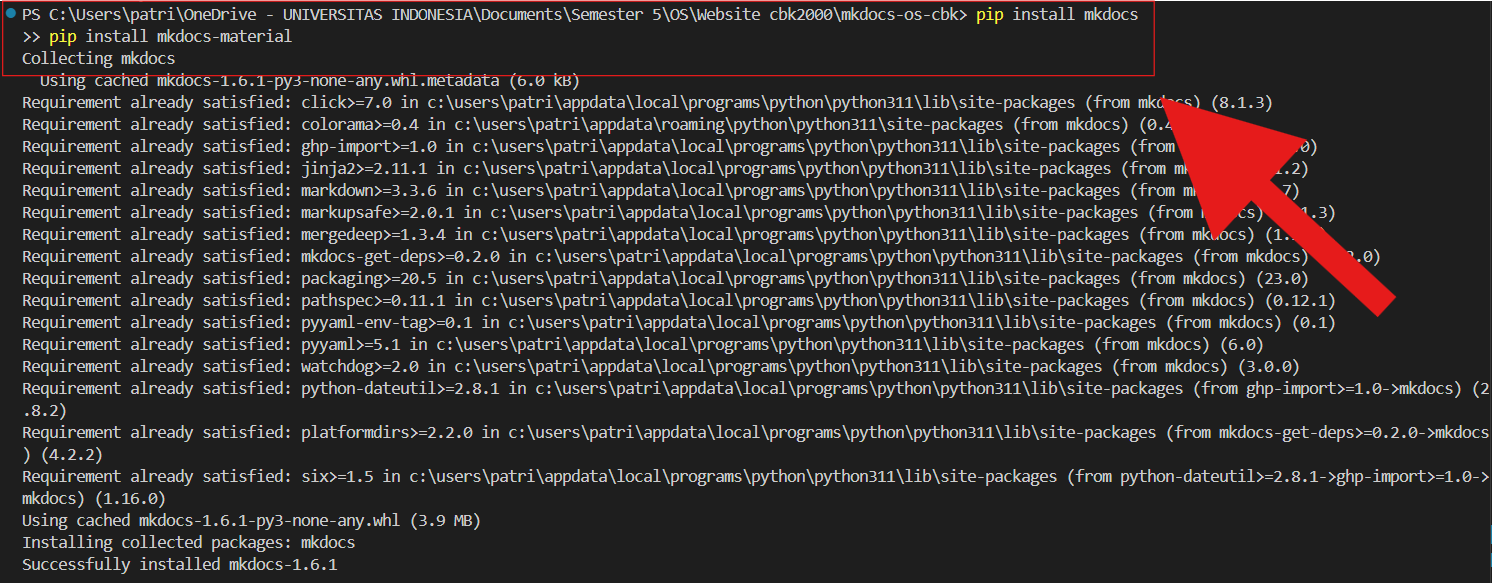 PS C:\Users\patri\OneDrive - UNIVERSITAS INDONESIA\Documents\Semester 5\OS\Website cbk2000\mkdocs-os-cbk> pip install mkdocs
>> pip install mkdocs-material
Collecting mkdocs
Using cached mkdocs-1.6.1-py3-none-any.whl.metadata (6.0 kB)
Requirement already satisfied: click>=7.0 in c:\users\patri\appdata\local\programs\python\python311\lib\site-packages (from mkdocs) (8.1.3)
Requirement already satisfied: colorama>=0.4 in c:\users\patri\appdata\roaming\python\python311\site-packages (from mkdocs) (0.4
Requirement already satisfied: ghp-import>=1.0 in c:\users\patri\appdata\local\programs\python\python311\lib\site-packages (from 0)
Requirement already satisfied: jinja2>=2.11.1 in c:\users\patri\appdata\local\programs\python\python311\lib\site-packages (from .2)
Requirement already satisfied: markdown>=3.3.6 in c:\users\patri\appdata\local\programs\python\python311\lib\site-packages (from 7)
Requirement already satisfied: markupsafe>=2.0.1 in c:\users\patri\appdata\local\programs\python\python311\lib\site-packages (from 1.3)
Requirement already satisfied: mergedeep>=1.3.4 in c:\users\patri\appdata\local\programs\python\python311\lib\site-packages (from mkdocs) (1.
Requirement already satisfied: mkdocs-get-deps>=0.2.0 in c:\users\patri\appdata\local\programs\python\python311\lib\site-packages (from mkdocs) .0)
Requirement already satisfied: packaging>=20.5 in c:\users\patri\appdata\local\programs\python\python311\lib\site-packages (from mkdocs) (23.0)
Requirement already satisfied: pathspec>=0.11.1 in c:\users\patri\appdata\local\programs\python\python311\lib\site-packages (from mkdocs) (0.12.1)
Requirement already satisfied: pyyaml-env-tag>=0.1 in c:\users\patri\appdata\local\programs\python\python311\lib\site-packages (from mkdocs) (0.1)
Requirement already satisfied: pyyaml>=5.1 in c:\users\patri\appdata\local\programs\python\python311\lib\site-packages (from mkdocs) (6.0)
Requirement already satisfied: watchdog>=2.0 in c:\users\patri\appdata\local\programs\python\python311\lib\site-packages (from mkdocs) (3.0.0)
Requirement already satisfied: python-dateutil>=2.8.1 in c:\users\patri\appdata\local\programs\python\python311\lib\site-packages (from ghp-import>=1.0->mkdocs) (2
.8.2)
Requirement already satisfied: platformdirs>=2.2.0 in c:\users\patri\appdata\local\programs\python\python311\lib\site-packages (from mkdocs-get-deps>=0.2.0->mkdocs
) (4.2.2)
Requirement already satisfied: six>=1.5 in c:\users\patri\appdata\local\programs\python\python311\lib\site-packages (from python-dateutil>=2.8.1->ghp-import>=1.0->
mkdocs) (1.16.0)
Using cached mkdocs-1.6.1-py3-none-any.whl (3.9 MB)
Installing collected packages: mkdocs
Successfully installed mkdocs-1.6.1